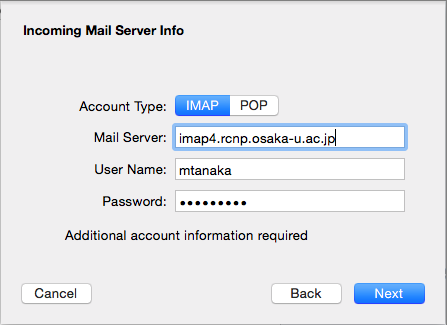 Incoming Mail Server Info
Account Type: IMAP POP
Mail Server: imap4.rcnp.osaka-u.ac.jp
User Name: mtanaka
Password: •••••••••
Additional account information required
Cancel Back Next